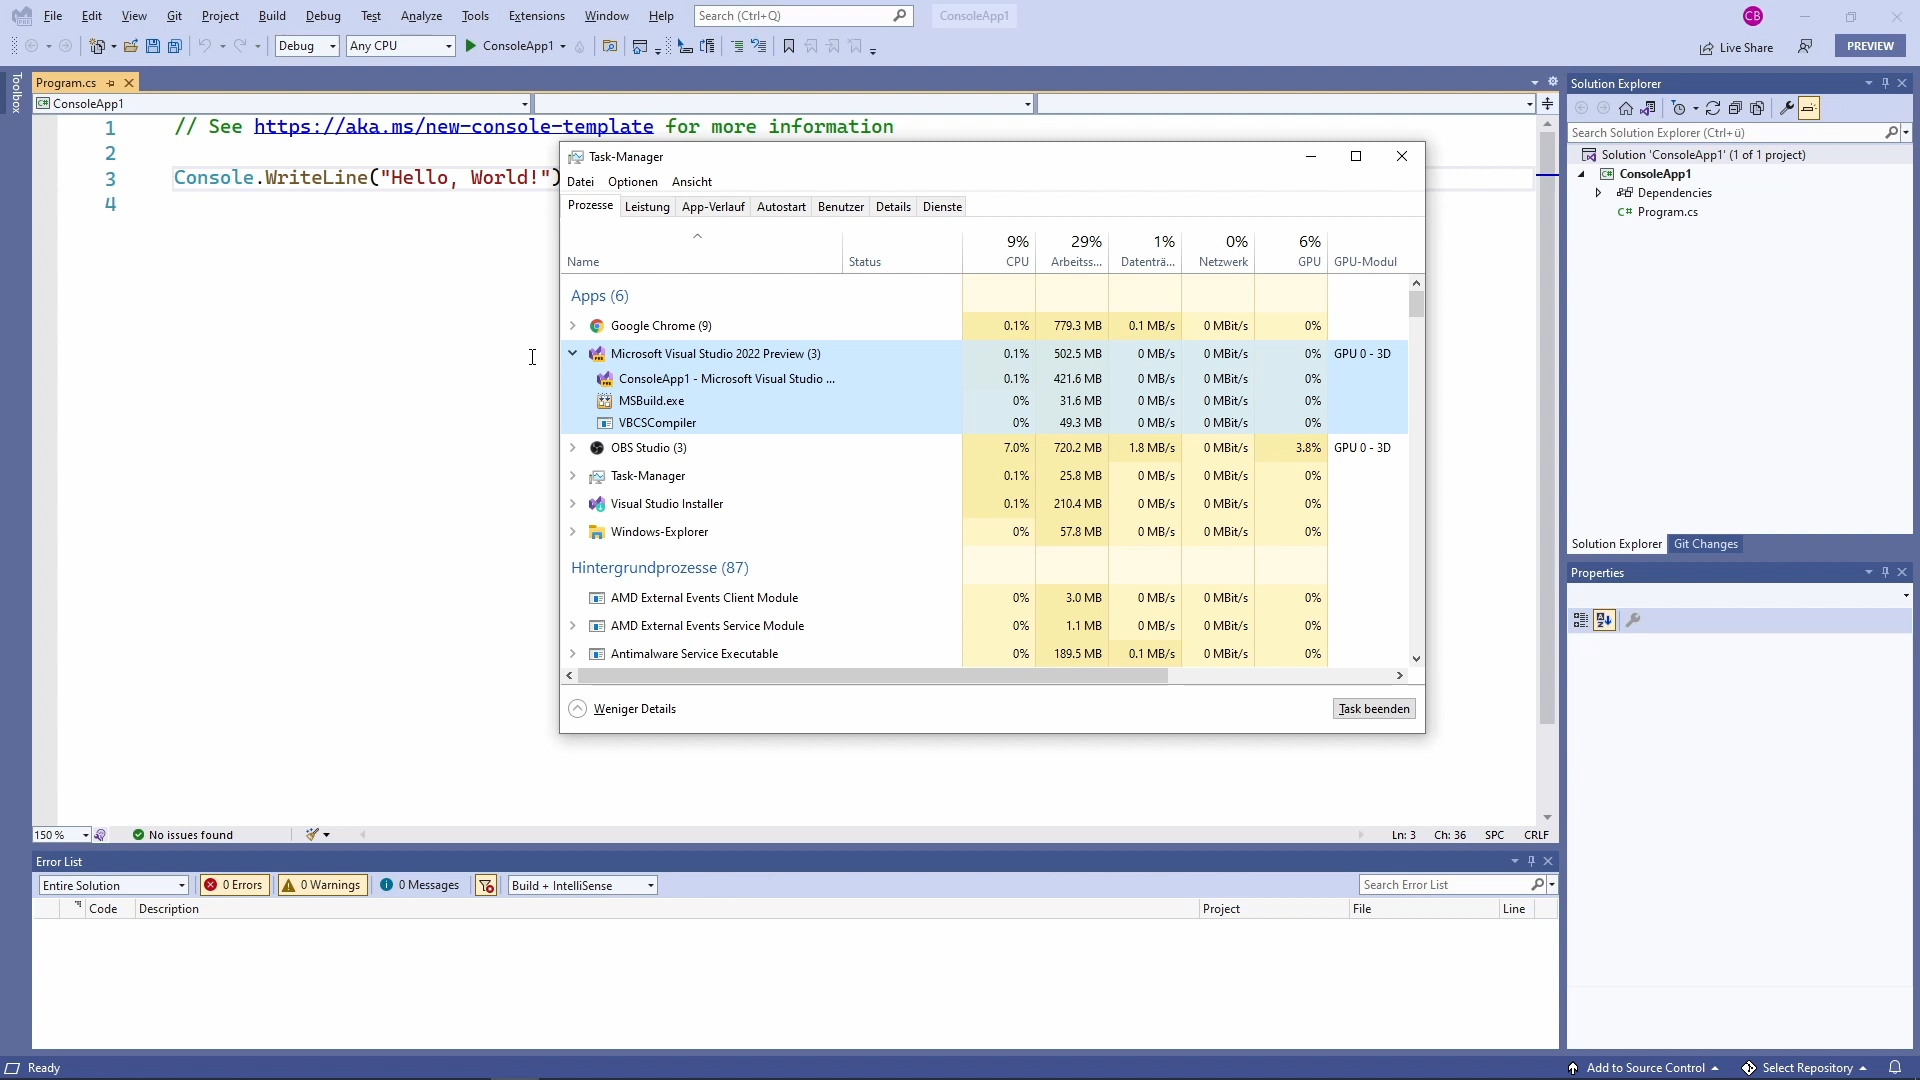 File Edit View Git Project Build Debug Test Analyze Tools Extensions Window Help Search (Ctrl+Q) ConsoleApp1 CB
Debug Any CPU ConsoleApp1 Live Share PREVIEW
Toolbox
Program.cs
ConsoleApp1
1 // See https://aka.ms/new-console-template for more information
2
3 Console.WriteLine("Hello, World!")
4
Task-Manager
Datei Optionen Ansicht
Prozesse Leistung App-Verlauf Autostart Benutzer Details Dienste
9% 29% 1% 0% 6%
Name Status CPU Arbeitss... Datenträ... Netzwerk GPU GPU-Modul
Apps (6)
Google Chrome (9) 0.1% 779.3 MB 0.1 MB/s 0 MBit/s 0%
Microsoft Visual Studio 2022 Preview (3) 0.1% 502.5 MB 0 MB/s 0 MBit/s 0% GPU 0 - 3D
ConsoleApp1 - Microsoft Visual Studio ... 0.1% 421.6 MB 0 MB/s 0 MBit/s 0%
MSBuild.exe 0% 31.6 MB 0 MB/s 0 MBit/s 0%
VBCSCompiler 0% 49.3 MB 0 MB/s 0 MBit/s 0%
OBS Studio (3) 7.0% 720.2 MB 1.8 MB/s 0 MBit/s 3.8% GPU 0 - 3D
Task-Manager 0.1% 25.8 MB 0 MB/s 0 MBit/s 0%
Visual Studio Installer 0.1% 210.4 MB 0 MB/s 0 MBit/s 0%
Windows-Explorer 0% 57.8 MB 0 MB/s 0 MBit/s 0%
Hintergrundprozesse (87)
AMD External Events Client Module 0% 3.0 MB 0 MB/s 0 MBit/s 0%
AMD External Events Service Module 0% 1.1 MB 0 MB/s 0 MBit/s 0%
Antimalware Service Executable 0% 189.5 MB 0.1 MB/s 0 MBit/s 0%
Weniger Details Task beenden
Solution Explorer
Search Solution Explorer (Ctrl+ü)
Solution 'ConsoleApp1' (1 of 1 project)
C# ConsoleApp1
Dependencies
C# Program.cs
Solution Explorer Git Changes
Properties
150 % No issues found Ln: 3 Ch: 36 SPC CRLF
Error List
Entire Solution 0 Errors 0 Warnings 0 Messages Build + IntelliSense Search Error List
Code Description Project File Line
Ready Add to Source Control Select Repository